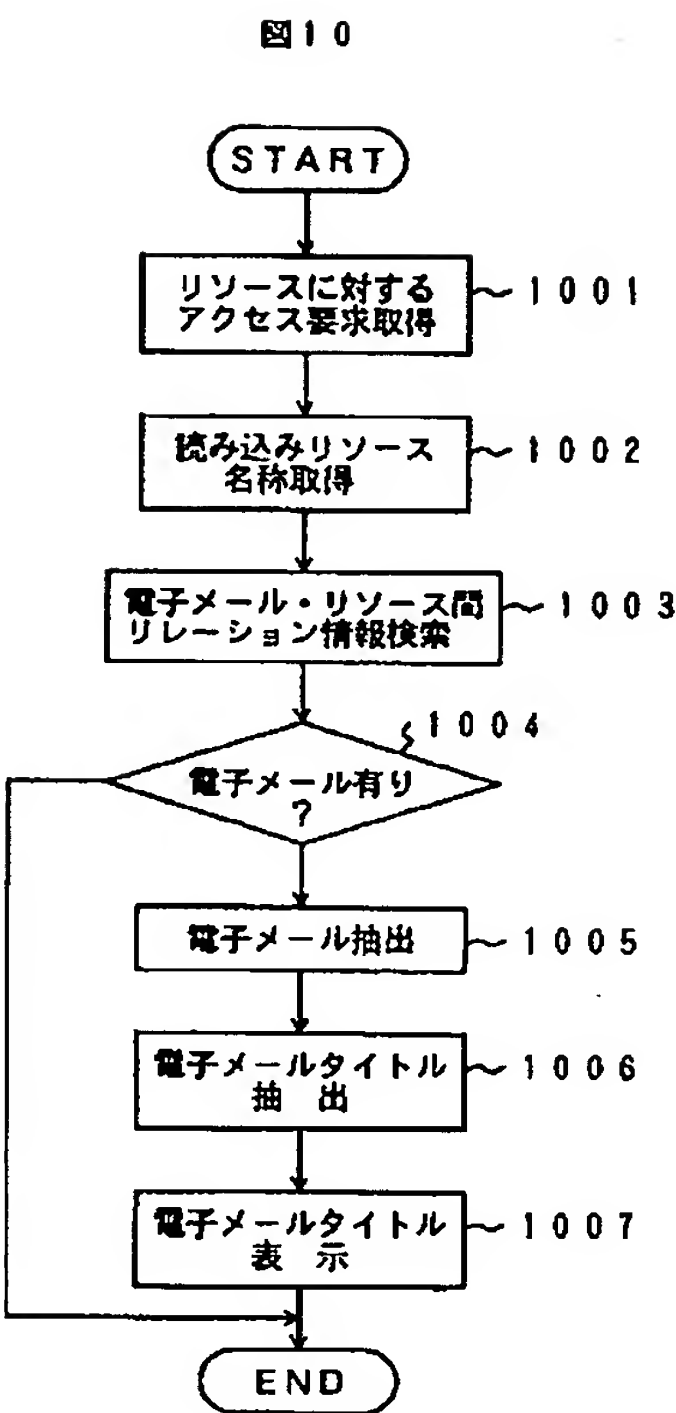 図10
START
リソースに対する
アクセス要求取得
~1001
読み込みリソース
名称取得
~1002
電子メール・リソース間
リレーション情報検索
~1003
1004
電子メール有り
?
電子メール抽出
~1005
電子メールタイトル
抽 出
~1006
電子メールタイトル
表 示
~1007
END